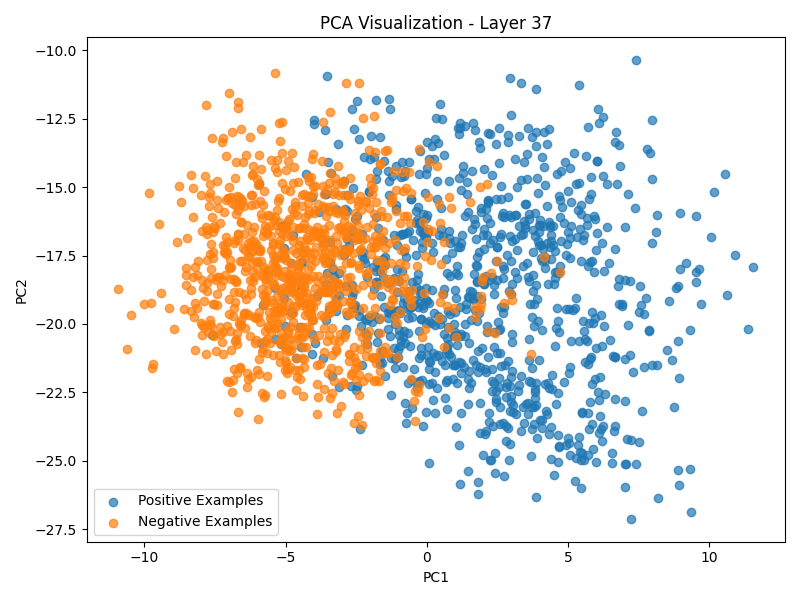 PCA Visualization - Layer 37
PC2
−10.0
−12.5
−15.0
−17.5
−20.0
−22.5
−25.0
−27.5
Positive Examples
Negative Examples
−10 −5 0 5 10
PC1